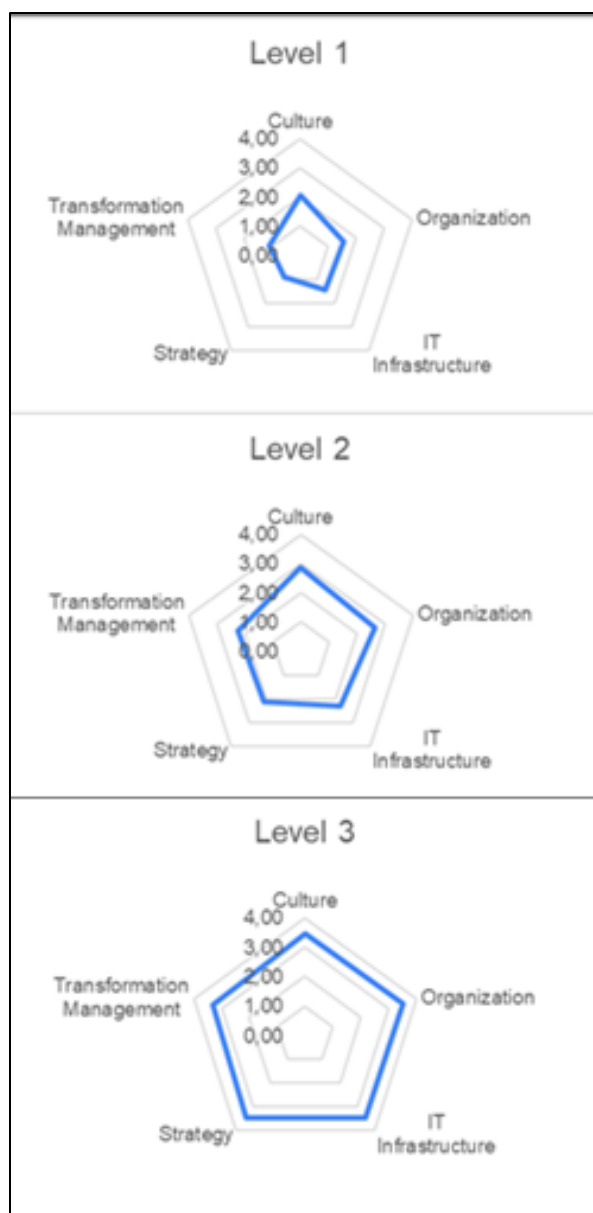 Level 1
Culture
4,00
3,00
2,00
1,00
0,00
Transformation
Management
Organization
Strategy
IT
Infrastructure
Level 2
Culture
4,00
3,00
2,00
1,00
0,00
Transformation
Management
Organization
Strategy
IT
Infrastructure
Level 3
Culture
4,00
3,00
2,00
1,00
0,00
Transformation
Management
Organization
Strategy
IT
Infrastructure